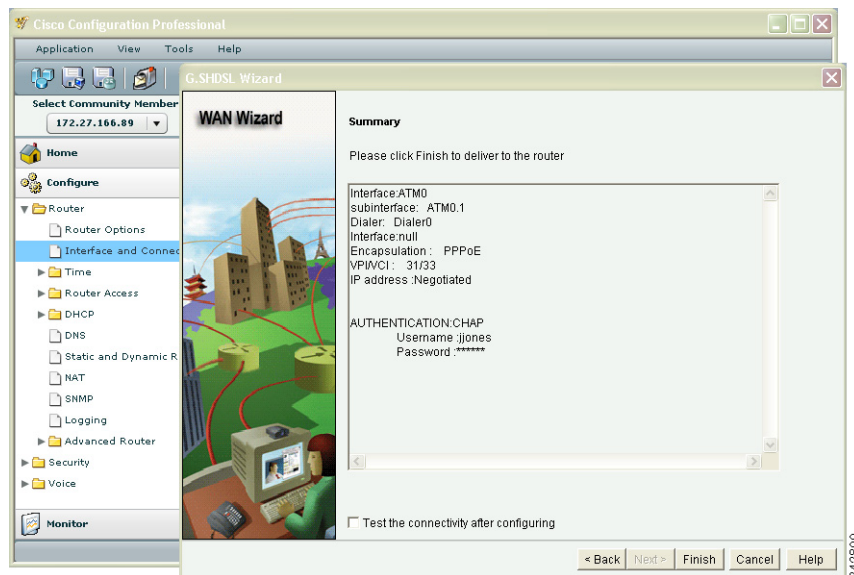 Cisco Configuration Professional
Application View Tools Help
Select Community Member
172.27.166.89
Home
Configure
Router
Router Options
Interface and Connec
Time
Router Access
DHCP
DNS
Static and Dynamic R
NAT
SNMP
Logging
Advanced Router
Security
Voice
Monitor
G.SHDSL Wizard
WAN Wizard
Summary
Please click Finish to deliver to the router
Interface:ATM0
subinterface: ATM0.1
Dialer: Dialer0
Interface:null
Encapsulation : PPPoE
VPI/VCI : 31/33
IP address :Negotiated
AUTHENTICATION:CHAP
Username :jjones
Password :******
Test the connectivity after configuring
< Back Next > Finish Cancel Help